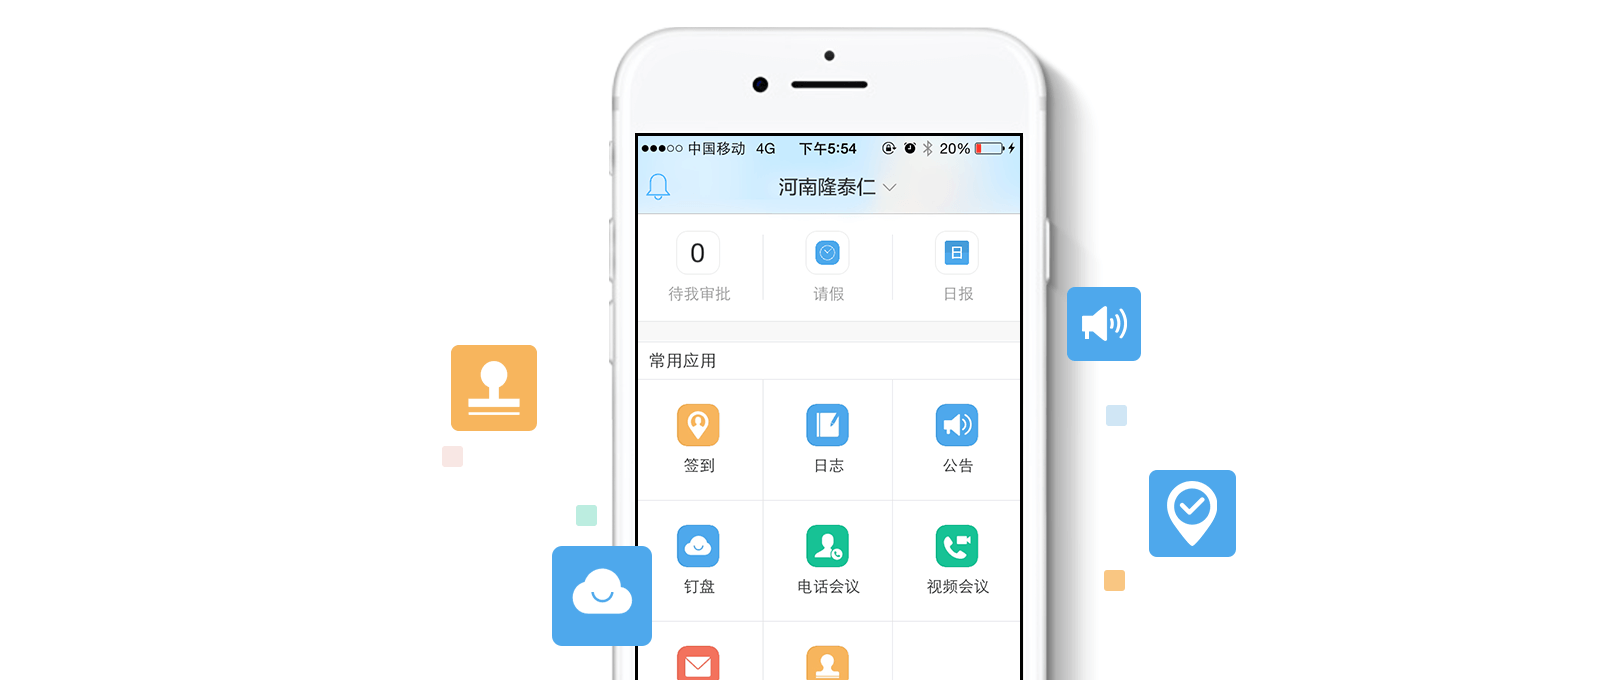 中国移动 4G 下午5:54 20%
河南隆泰仁
0 日
待我审批 请假 日报
常用应用
签到 日志 公告
钉盘 电话会议 视频会议